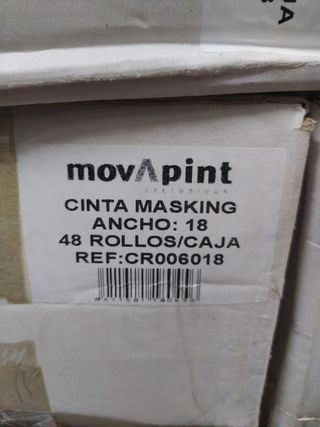 movApint
CINTA MASKING
ANCHO: 18
48 ROLLOS/CAJA
REF:CR006018